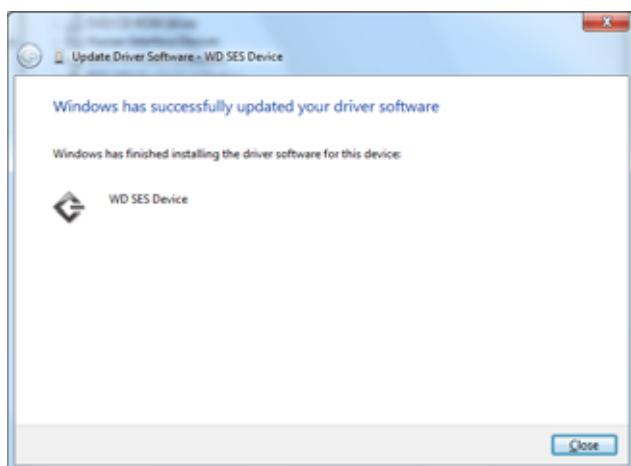 Update Driver Software - WD SES Device
Windows has successfully updated your driver software
Windows has finished installing the driver software for this device:
WD SES Device
Close